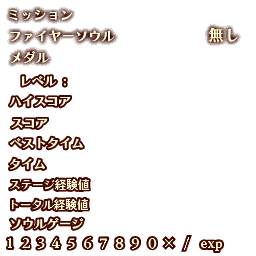 ミッション
ファイヤーソウル 無し
メダル
レベル：
ハイスコア
スコア
ベストタイム
タイム
ステージ経験値
トータル経験値
ソウルゲージ
1 2 3 4 5 6 7 8 9 0 × / exp